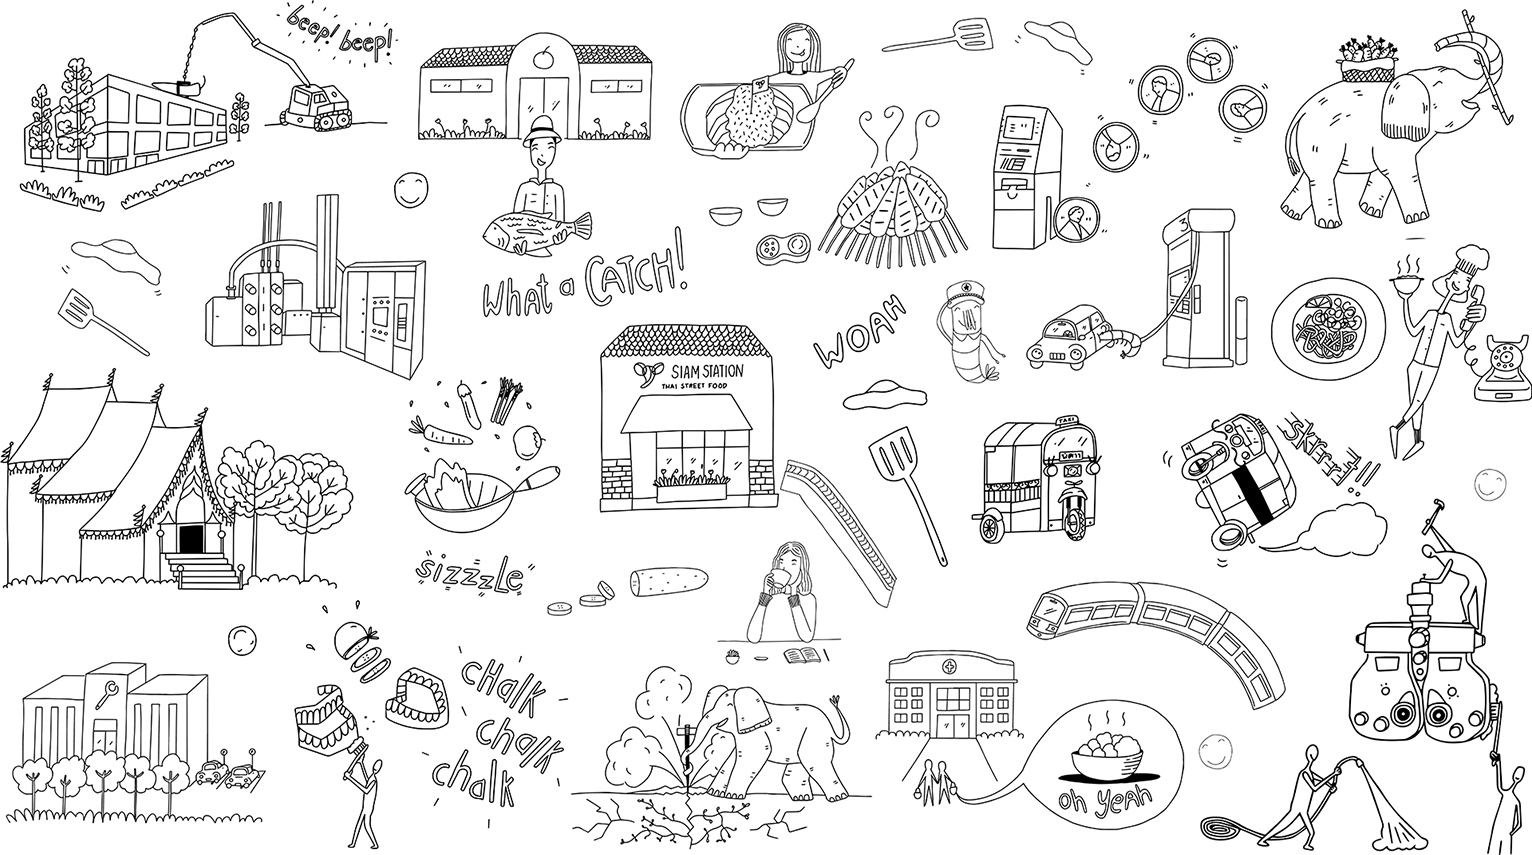 beep! beep!
What a CATCH!
WOAH
SIAM STATION
THAI STREET FOOD
TAXI
skrrrt!!
sizzzle
chalk
chalk
chalk
oh yeah